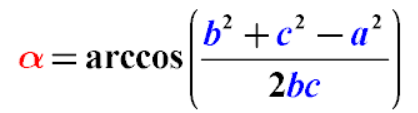 α = arccos((b² + c² − a²) / 2bc)